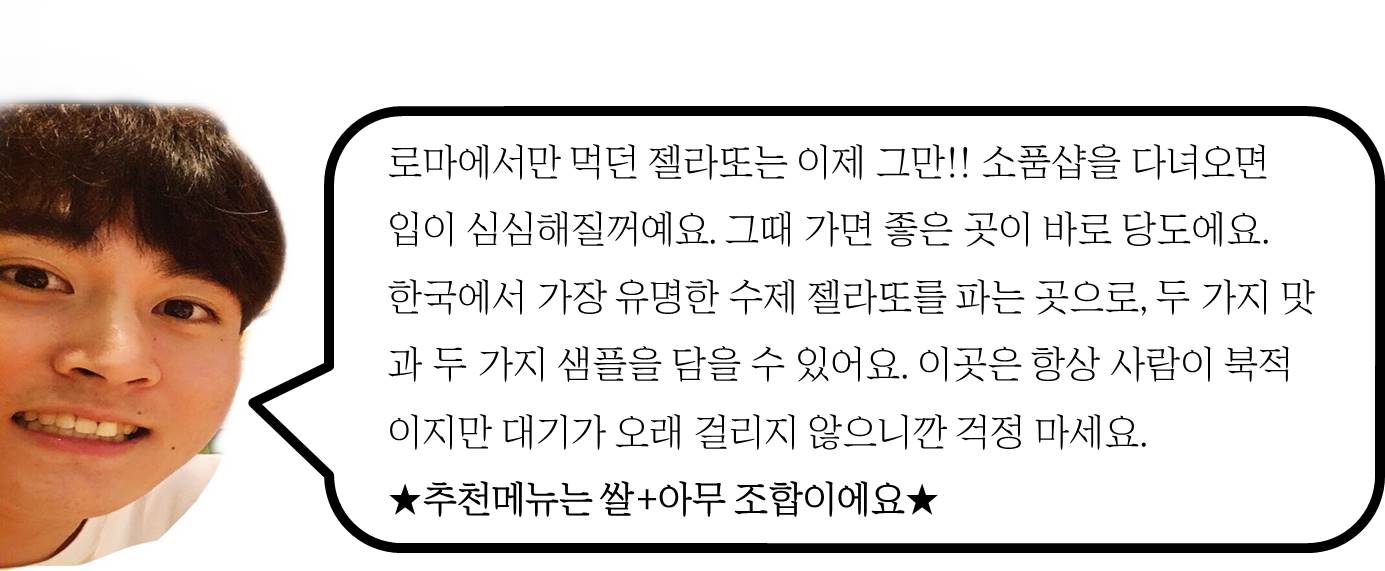 로마에서만 먹던 젤라또는 이제 그만!! 소품샵을 다녀오면
입이 심심해질꺼예요. 그때 가면 좋은 곳이 바로 당도에요.
한국에서 가장 유명한 수제 젤라또를 파는 곳으로, 두 가지 맛
과 두 가지 샘플을 담을 수 있어요. 이곳은 항상 사람이 북적
이지만 대기가 오래 걸리지 않으니깐 걱정 마세요.
★추천메뉴는 쌀+아무 조합이에요★